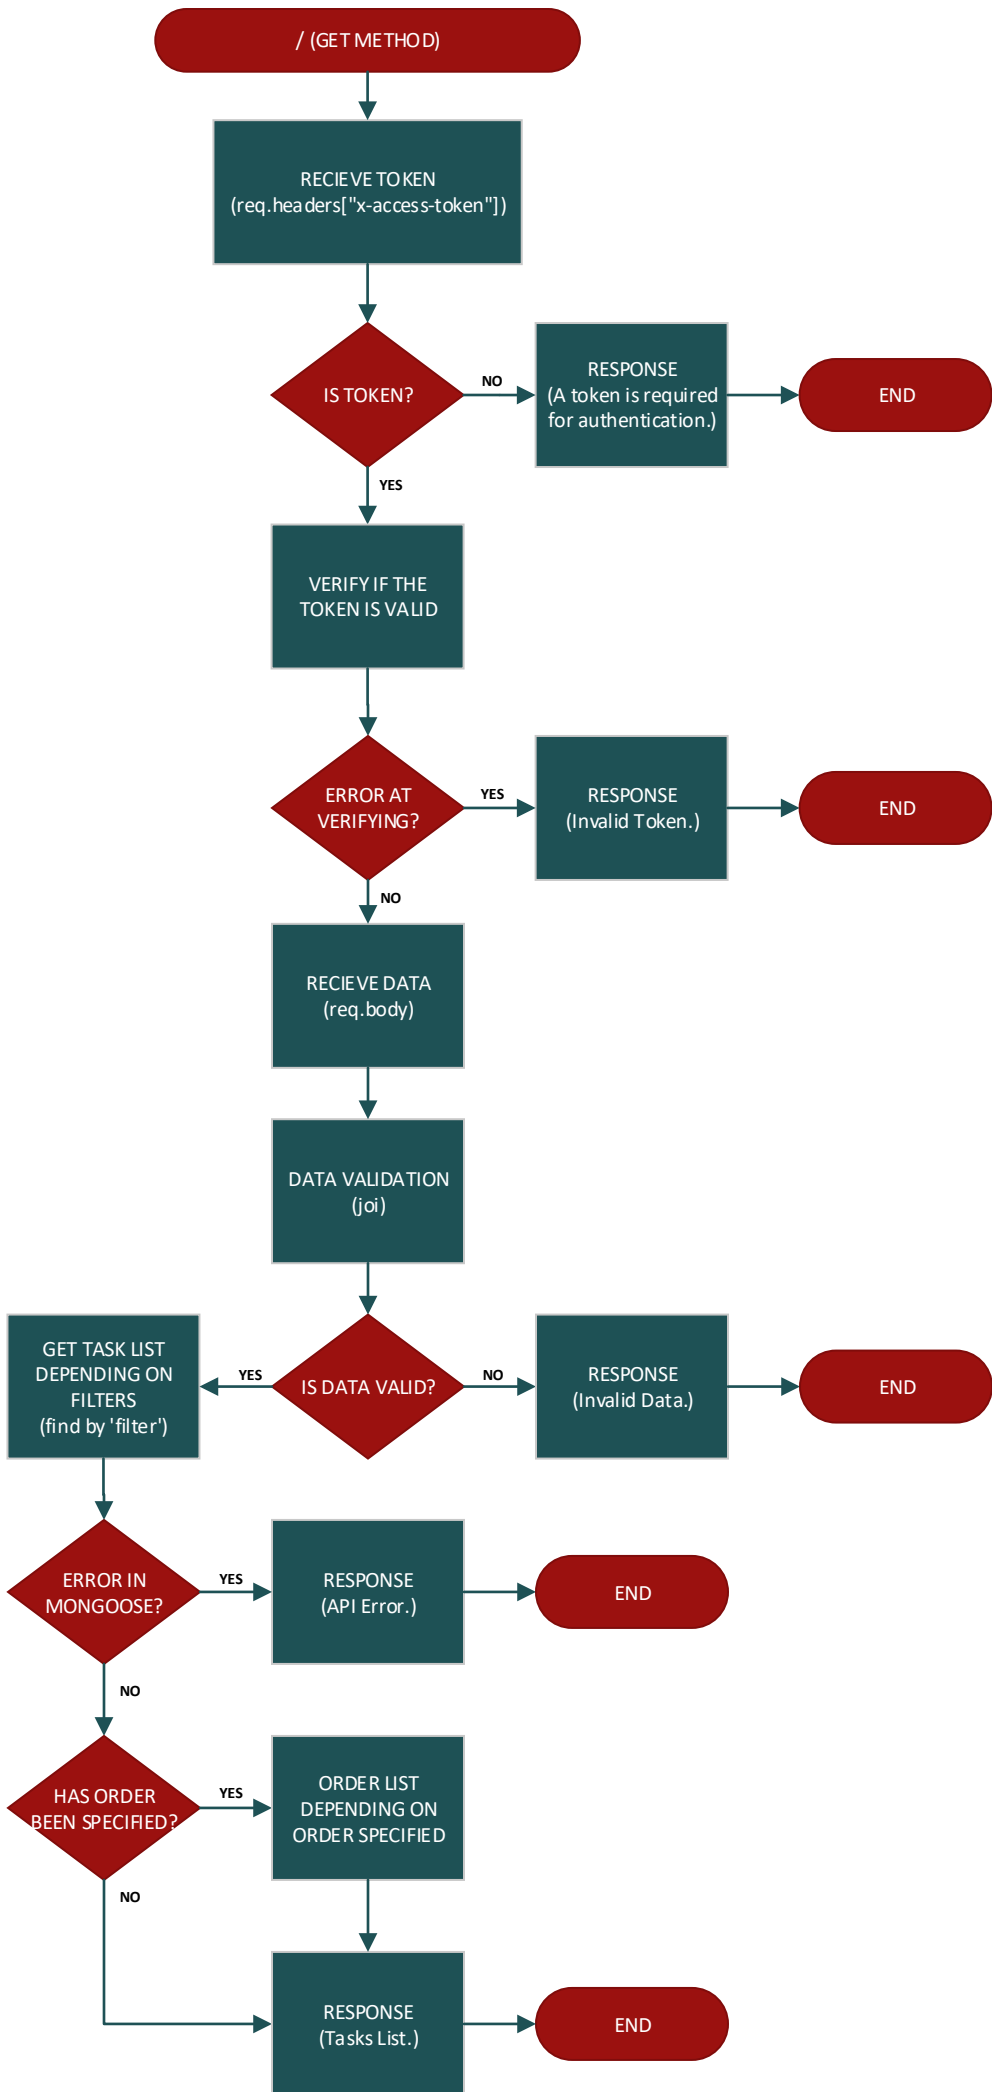 / (GET METHOD)
RECIEVE TOKEN
(req.headers["x-access-token"])
IS TOKEN?
NO
RESPONSE
(A token is required
for authentication.)
END
YES
VERIFY IF THE
TOKEN IS VALID
ERROR AT
VERIFYING?
YES
RESPONSE
(Invalid Token.)
END
NO
RECIEVE DATA
(req.body)
DATA VALIDATION
(joi)
IS DATA VALID?
NO
RESPONSE
(Invalid Data.)
END
YES
GET TASK LIST
DEPENDING ON
FILTERS
(find by 'filter')
ERROR IN
MONGOOSE?
YES
RESPONSE
(API Error.)
END
NO
HAS ORDER
BEEN SPECIFIED?
YES
ORDER LIST
DEPENDING ON
ORDER SPECIFIED
NO
RESPONSE
(Tasks List.)
END